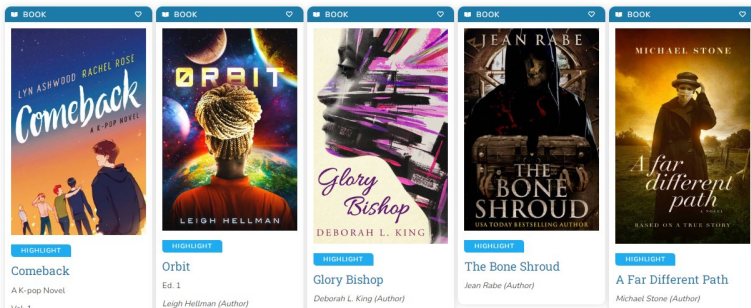 BOOK
LYN ASHWOOD RACHEL ROSE
Comeback
A K-POP NOVEL
HIGHLIGHT
Comeback
A K-pop Novel
Vol. 1
BOOK
ORBIT
LEIGH HELLMAN
HIGHLIGHT
Orbit
Ed. 1
Leigh Hellman (Author)
BOOK
Glory
Bishop
DEBORAH L. KING
HIGHLIGHT
Glory Bishop
Deborah L. King (Author)
BOOK
JEAN RABE
THE
BONE
SHROUD
USA TODAY BESTSELLING AUTHOR
HIGHLIGHT
The Bone Shroud
Jean Rabe (Author)
BOOK
MICHAEL STONE
A far
different
path
A NOVEL
BASED ON A TRUE STORY
HIGHLIGHT
A Far Different Path
Michael Stone (Author)